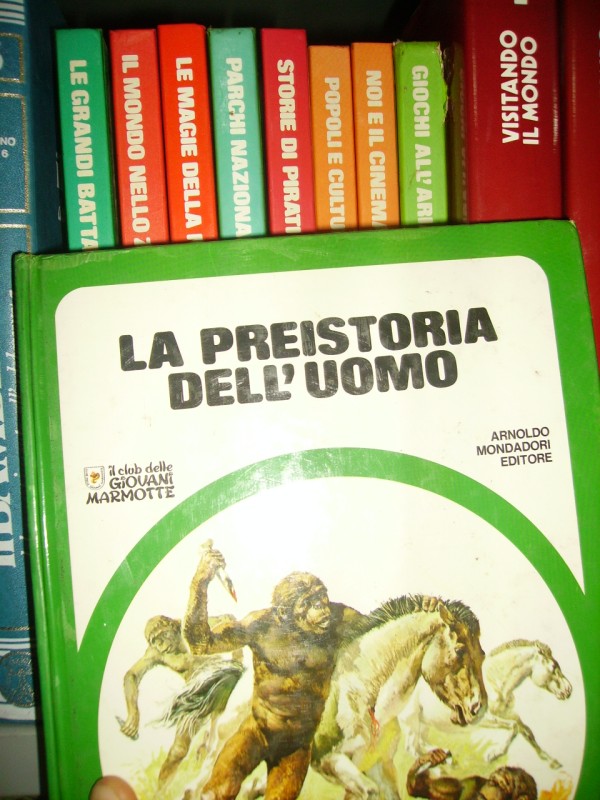 LE GRANDI BATTA
IL MONDO NELLO
LE MAGIE DELLA
PARCHI NAZIONA
STORIE DI PIRATI
POPOLI E CULTU
NOI E IL CINEMA
GIOCHI ALL'ARI
VISITANDO
IL MONDO
LA PREISTORIA
DELL'UOMO
ARNOLDO
MONDADORI
EDITORE
il club delle
GIOVANI
MARMOTTE